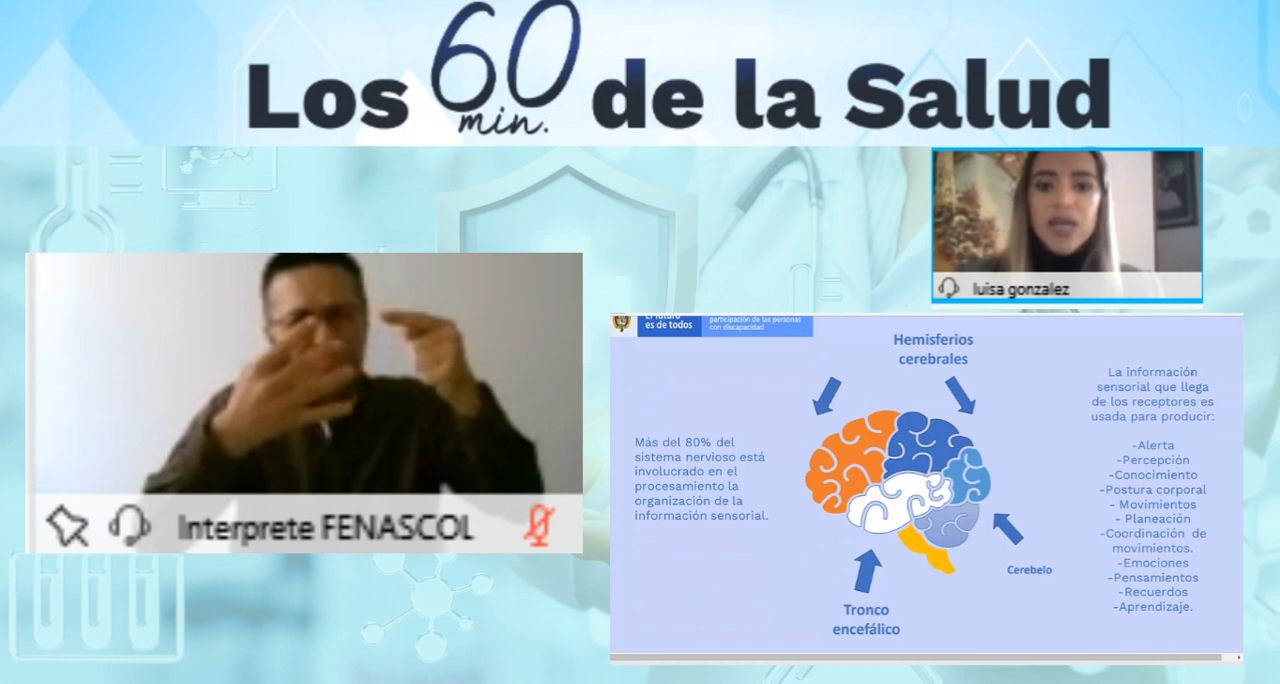 Los 60 de la Salud
min.
luisa gonzalez
Interprete FENASCOL
El futuro
es de todos
participación de las personas
con discapacidad
Hemisferios
cerebrales
Más del 80% del
sistema nervioso está
involucrado en el
procesamiento la
organización de la
información sensorial.
Tronco
encefálico
Cerebelo
La información
sensorial que llega
de los receptores es
usada para producir:
-Alerta
-Percepción
-Conocimiento
-Postura corporal
- Movimientos
- Planeación
-Coordinación de
movimientos.
-Emociones
-Pensamientos
-Recuerdos
-Aprendizaje.